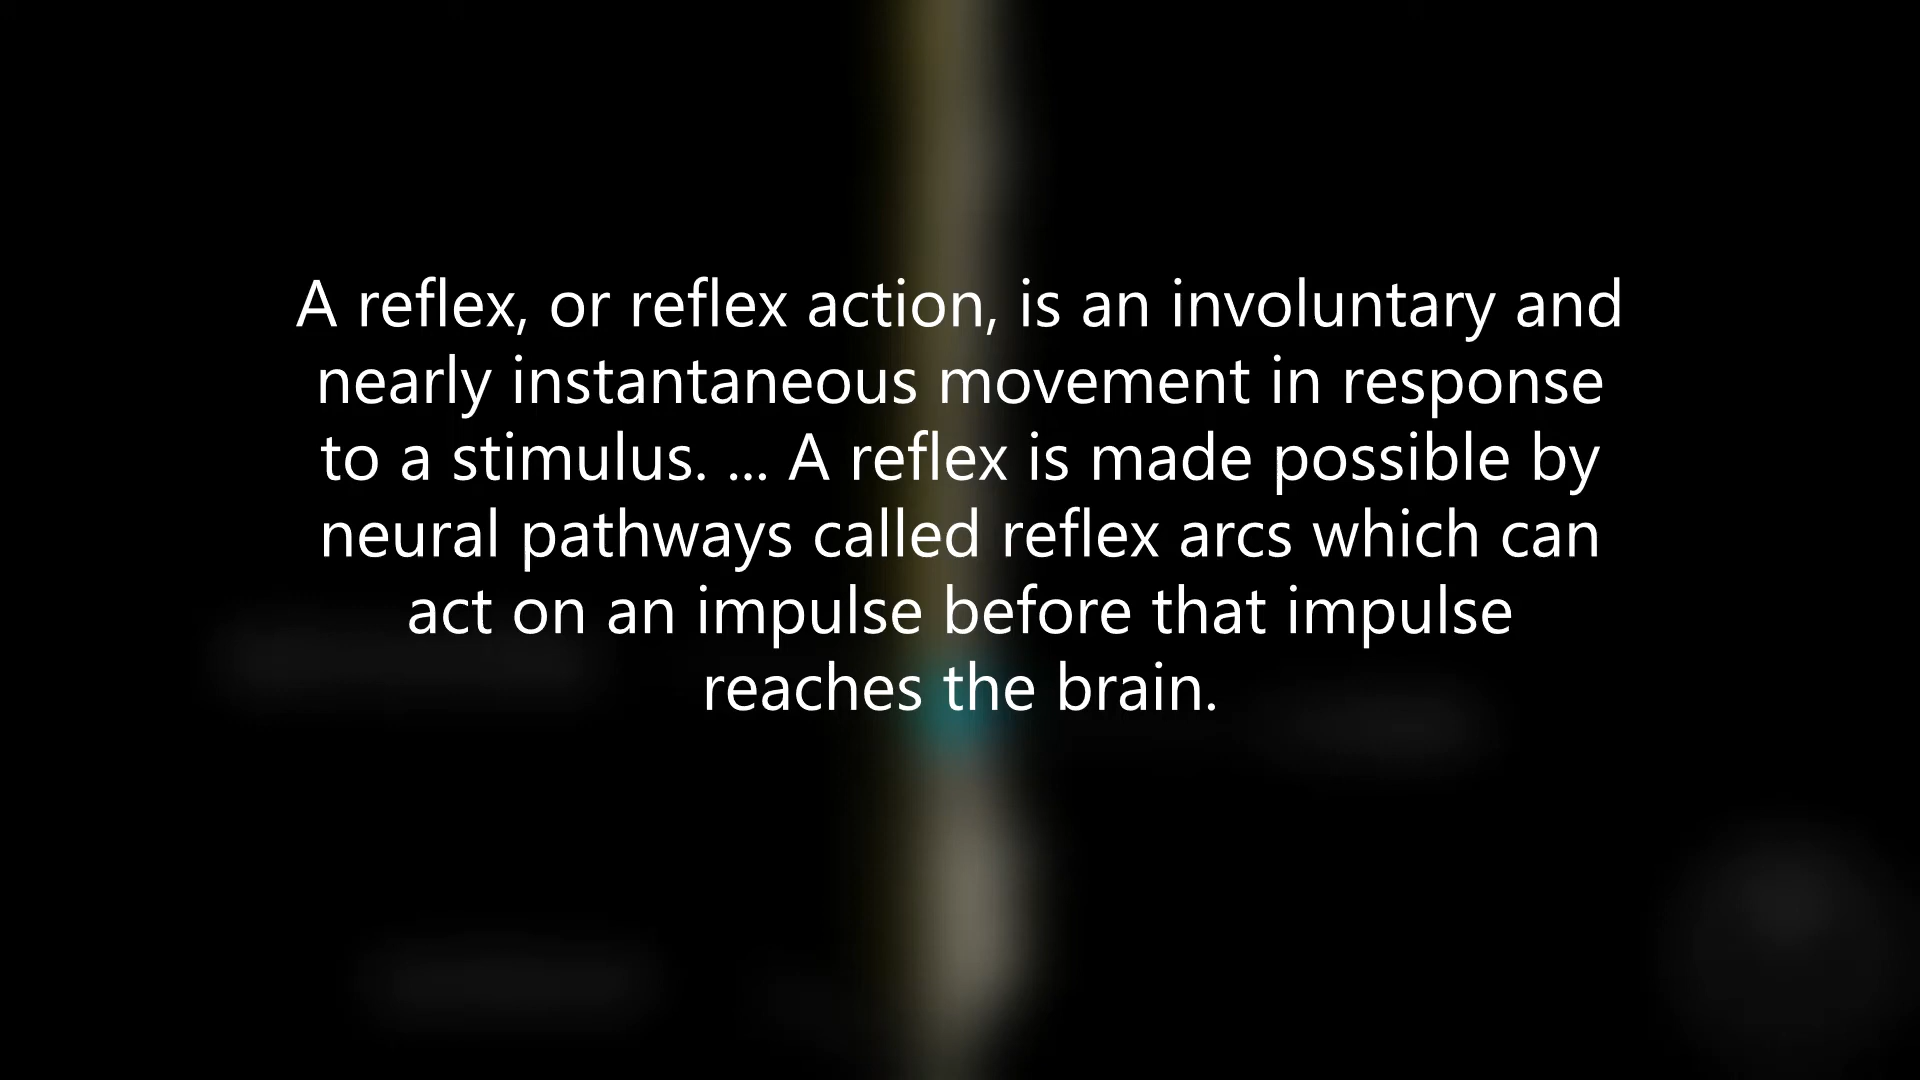 A reflex, or reflex action, is an involuntary and
nearly instantaneous movement in response
to a stimulus. ... A reflex is made possible by
neural pathways called reflex arcs which can
act on an impulse before that impulse
reaches the brain.